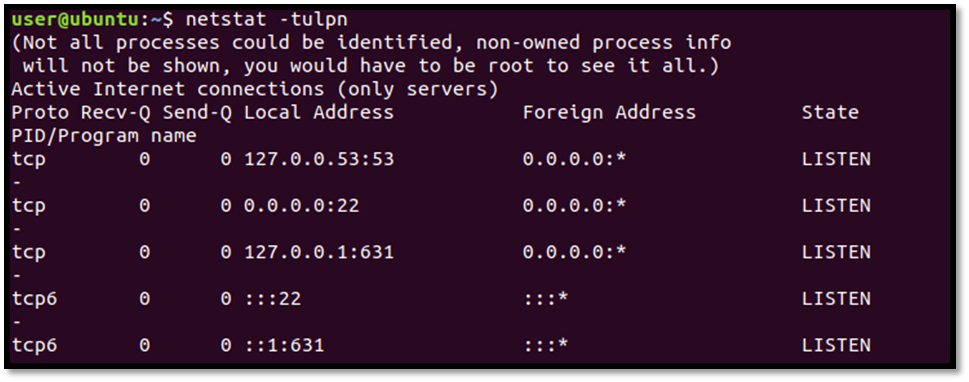 user@ubuntu:~$ netstat -tulpn
(Not all processes could be identified, non-owned process info
 will not be shown, you would have to be root to see it all.)
Active Internet connections (only servers)
Proto Recv-Q Send-Q Local Address           Foreign Address         State
PID/Program name
tcp        0      0 127.0.0.53:53           0.0.0.0:*               LISTEN
-
tcp        0      0 0.0.0.0:22              0.0.0.0:*               LISTEN
-
tcp        0      0 127.0.0.1:631           0.0.0.0:*               LISTEN
-
tcp6       0      0 :::22                   :::*                    LISTEN
-
tcp6       0      0 ::1:631                 :::*                    LISTEN